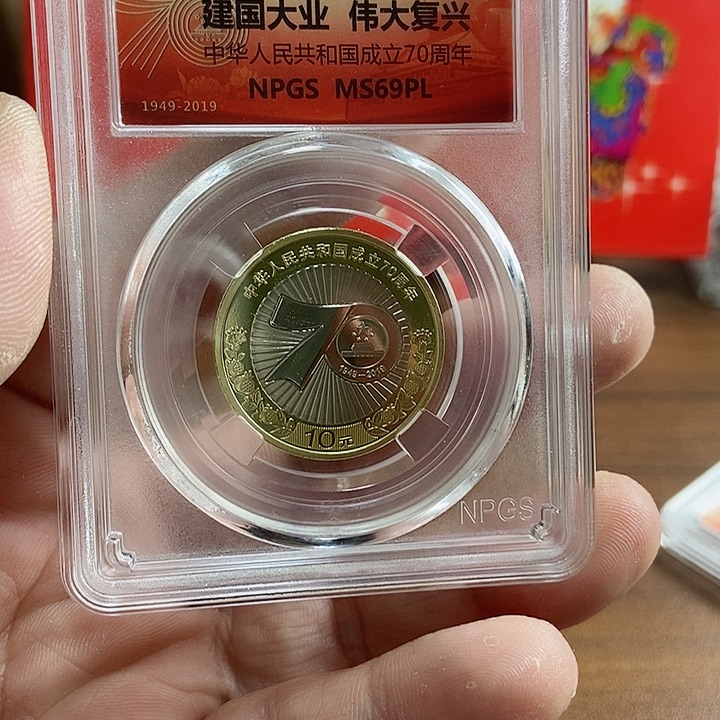 建国大业 伟大复兴
中华人民共和国成立70周年
NPGS MS69PL
1949-2019
中华人民共和国成立70周年
70
1949-2019
10元
NPGS